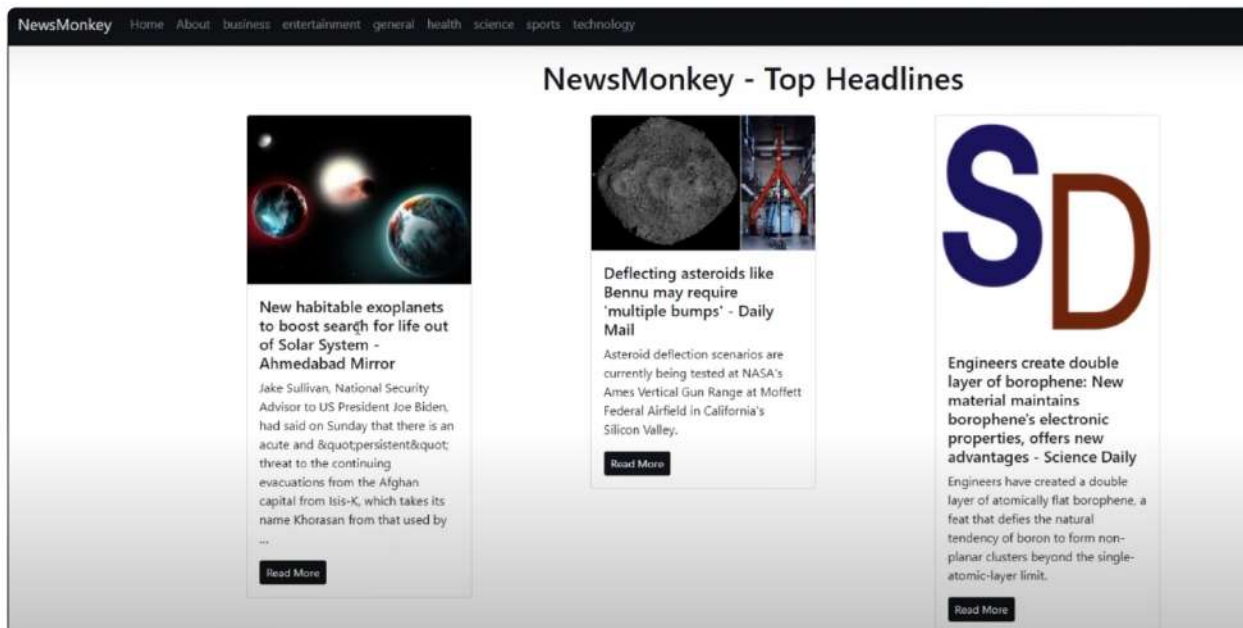 NewsMonkey Home About business entertainment general health science sports technology
NewsMonkey - Top Headlines
New habitable exoplanets
to boost search for life out
of Solar System -
Ahmedabad Mirror
Jake Sullivan, National Security
Advisor to US President Joe Biden,
had said on Sunday that there is an
acute and &quot;persistent&quot;
threat to the continuing
evacuations from the Afghan
capital from Isis-K, which takes its
name Khorasan from that used by
...
Read More
Deflecting asteroids like
Bennu may require
'multiple bumps' - Daily
Mail
Asteroid deflection scenarios are
currently being tested at NASA's
Ames Vertical Gun Range at Moffett
Federal Airfield in California's
Silicon Valley.
Read More
SD
Engineers create double
layer of borophene: New
material maintains
borophene's electronic
properties, offers new
advantages - Science Daily
Engineers have created a double
layer of atomically flat borophene, a
feat that defies the natural
tendency of boron to form non-
planar clusters beyond the single-
atomic-layer limit.
Read More